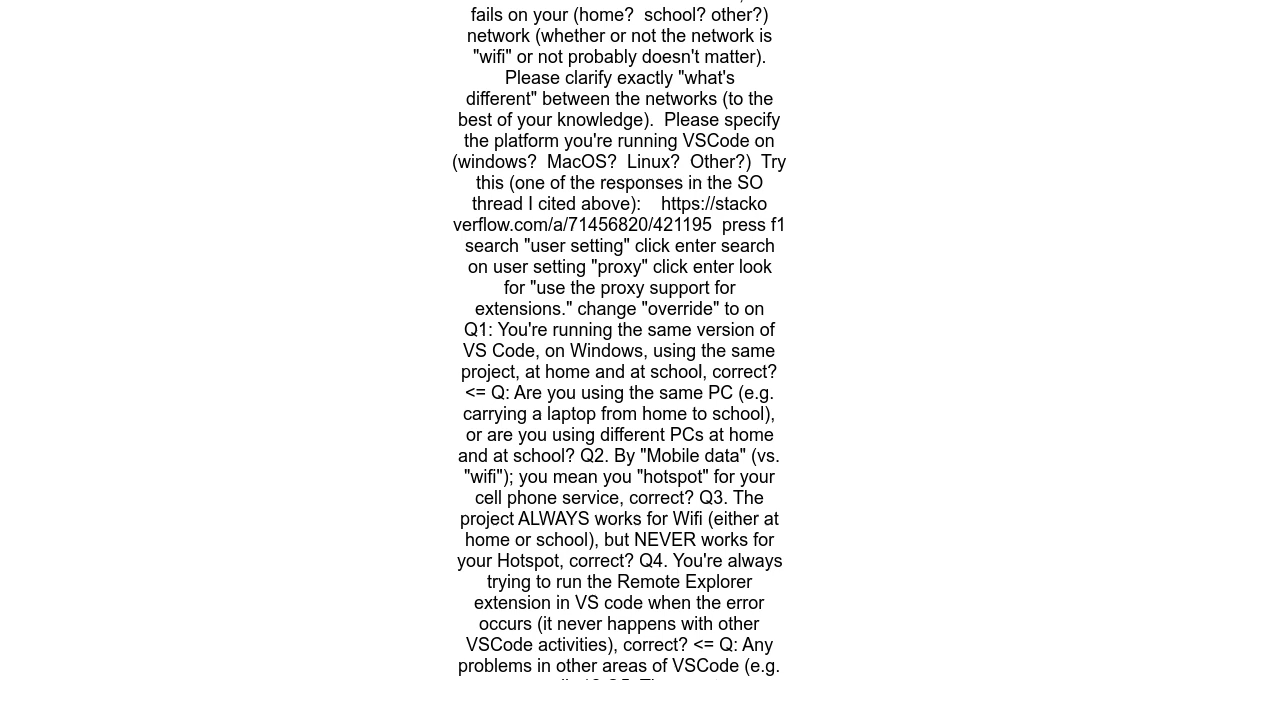 fails on your (home?  school? other?)
network (whether or not the network is
"wifi" or not probably doesn't matter).
Please clarify exactly "what's
different" between the networks (to the
best of your knowledge).  Please specify
the platform you're running VSCode on
(windows?  MacOS?  Linux?  Other?)  Try
this (one of the responses in the SO
thread I cited above):    https://stacko
verflow.com/a/71456820/421195  press f1
search "user setting" click enter search
on user setting "proxy" click enter look
for "use the proxy support for
extensions." change "override" to on
Q1: You're running the same version of
VS Code, on Windows, using the same
project, at home and at school, correct?
<= Q: Are you using the same PC (e.g.
carrying a laptop from home to school),
or are you using different PCs at home
and at school? Q2. By "Mobile data" (vs.
"wifi"); you mean you "hotspot" for your
cell phone service, correct? Q3. The
project ALWAYS works for Wifi (either at
home or school), but NEVER works for
your Hotspot, correct? Q4. You're always
trying to run the Remote Explorer
extension in VS code when the error
occurs (it never happens with other
VSCode activities), correct? <= Q: Any
problems in other areas of VSCode (e.g.